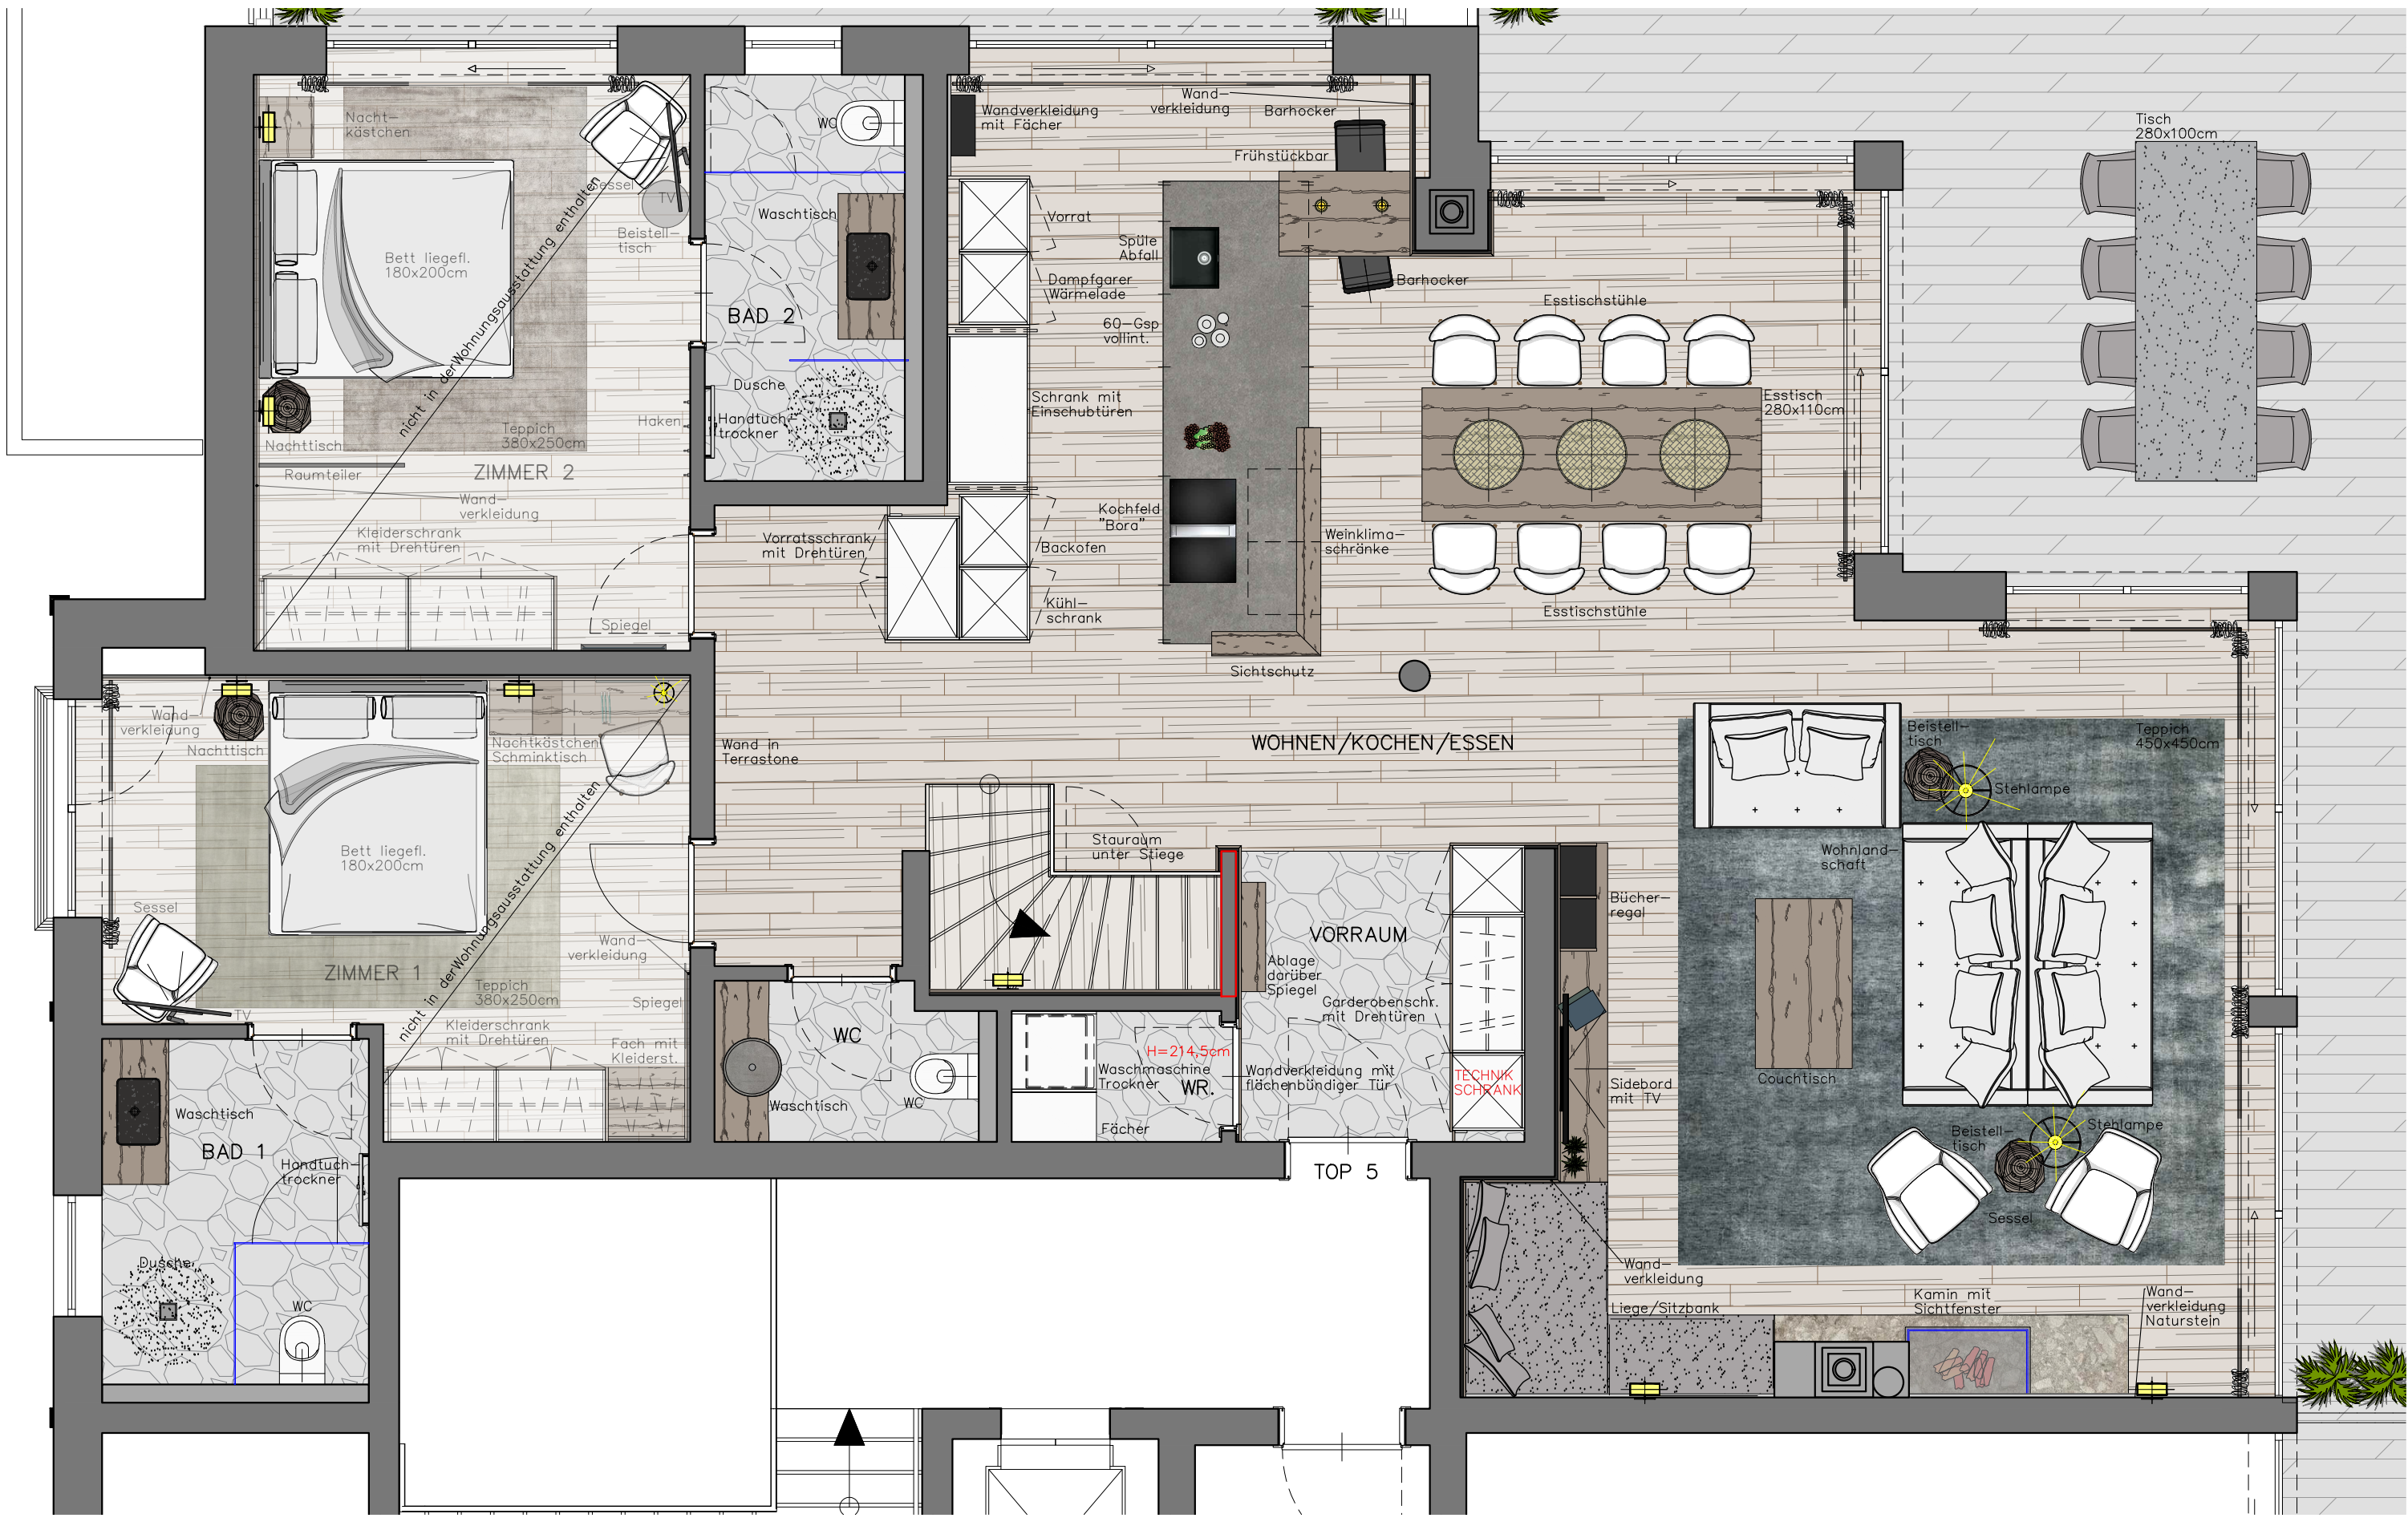 Nacht-
kästchen
Sessel
TV
Beistell-
tisch
Bett liegefl.
180x200cm
nicht in derWohnungsausstattung enthalten
Nachttisch
Teppich
380x250cm
Haken
Raumteiler
ZIMMER 2
Wand-
verkleidung
Kleiderschrank
mit Drehtüren
Spiegel
WC
Waschtisch
BAD 2
Dusche
Handtuch-
trockner
Wandverkleidung
mit Fächer
Wand-
verkleidung
Barhocker
Frühstückbar
Vorrat
Spüle
Abfall
Dampfgarer
Wärmelade
60-Gsp
vollint.
Barhocker
Schrank mit
Einschubtüren
Kochfeld
"Bora"
Vorratsschrank
mit Drehtüren
Backofen
Kühl-
schrank
Weinklima-
schränke
Sichtschutz
Esstischstühle
Esstisch
280x110cm
Esstischstühle
Tisch
280x100cm
Wand-
verkleidung
Nachttisch
Nachtkästchen
Schminktisch
Bett liegefl.
180x200cm
nicht in derWohnungsausstattung enthalten
Sessel
Wand-
verkleidung
ZIMMER 1
Teppich
380x250cm
Spiegel
TV
Kleiderschrank
mit Drehtüren
Fach mit
Kleiderst.
Wand in
Terrastone
WOHNEN/KOCHEN/ESSEN
Stauraum
unter Stiege
VORRAUM
Ablage
darüber
Spiegel
Garderobenschr.
mit Drehtüren
WC
Waschtisch
WC
H=214,5cm
Waschmaschine
Trockner
WR.
Fächer
Wandverkleidung mit
flächenbündiger Tür
TECHNIK
SCHRANK
TOP 5
Bücher-
regal
Sidebord
mit TV
Beistell-
tisch
Teppich
450x450cm
Stehlampe
Wohnland-
schaft
Couchtisch
Beistell-
tisch
Stehlampe
Sessel
Wand-
verkleidung
Liege/Sitzbank
Kamin mit
Sichtfenster
Wand-
verkleidung
Naturstein
Waschtisch
BAD 1
Handtuch-
trockner
Dusche
WC